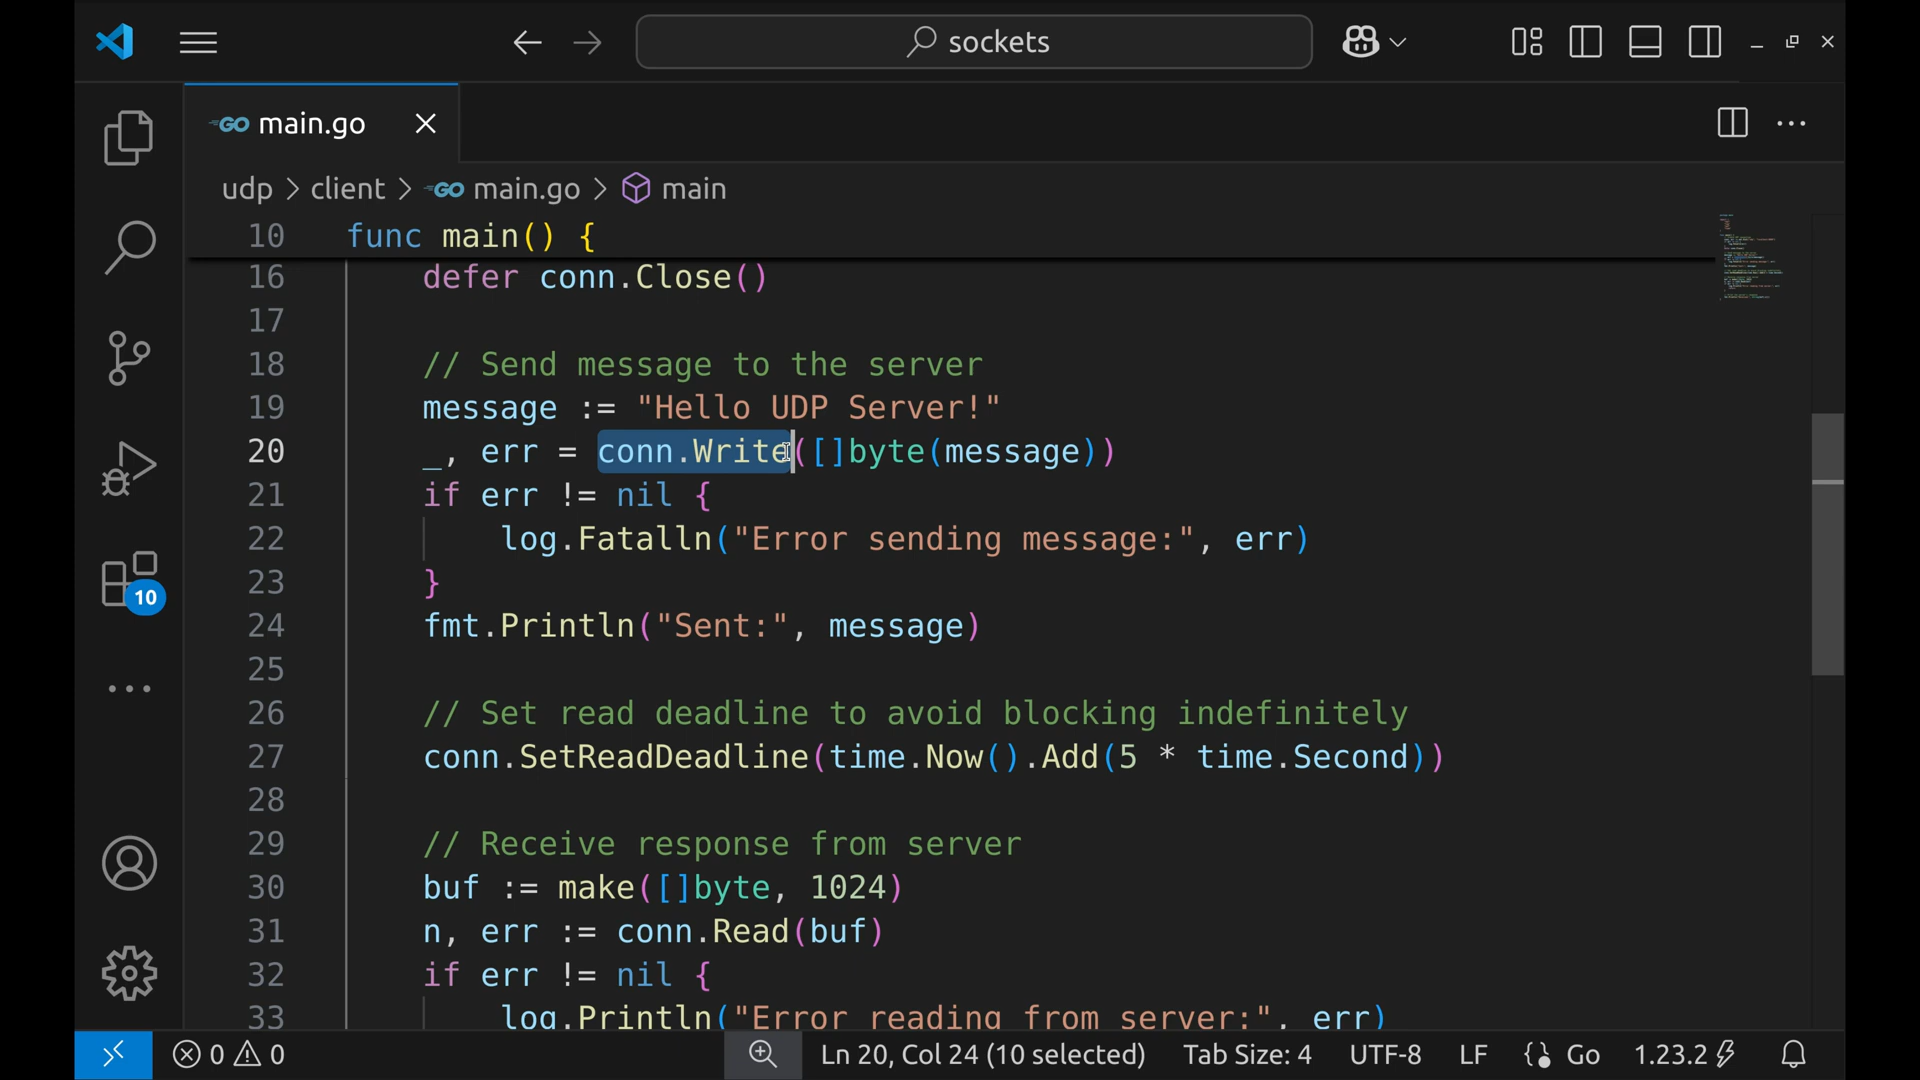 sockets
GO main.go
udp > client > GO main.go > main
10 func main() {
16 defer conn.Close()
17
18 // Send message to the server
19 message := "Hello UDP Server!"
20 _, err = conn.Write([]byte(message))
21 if err != nil {
22 log.Fatalln("Error sending message:", err)
23 }
24 fmt.Println("Sent:", message)
25
26 // Set read deadline to avoid blocking indefinitely
27 conn.SetReadDeadline(time.Now().Add(5 * time.Second))
28
29 // Receive response from server
30 buf := make([]byte, 1024)
31 n, err := conn.Read(buf)
32 if err != nil {
33 log.Println("Error reading from server:", err)
10
0 0 Ln 20, Col 24 (10 selected) Tab Size: 4 UTF-8 LF Go 1.23.2